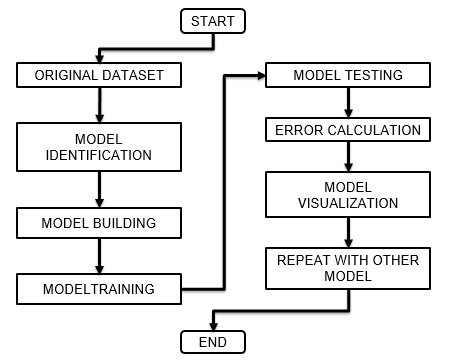 START
ORIGINAL DATASET
MODEL
IDENTIFICATION
MODEL BUILDING
MODELTRAINING
MODEL TESTING
ERROR CALCULATION
MODEL
VISUALIZATION
REPEAT WITH OTHER
MODEL
END